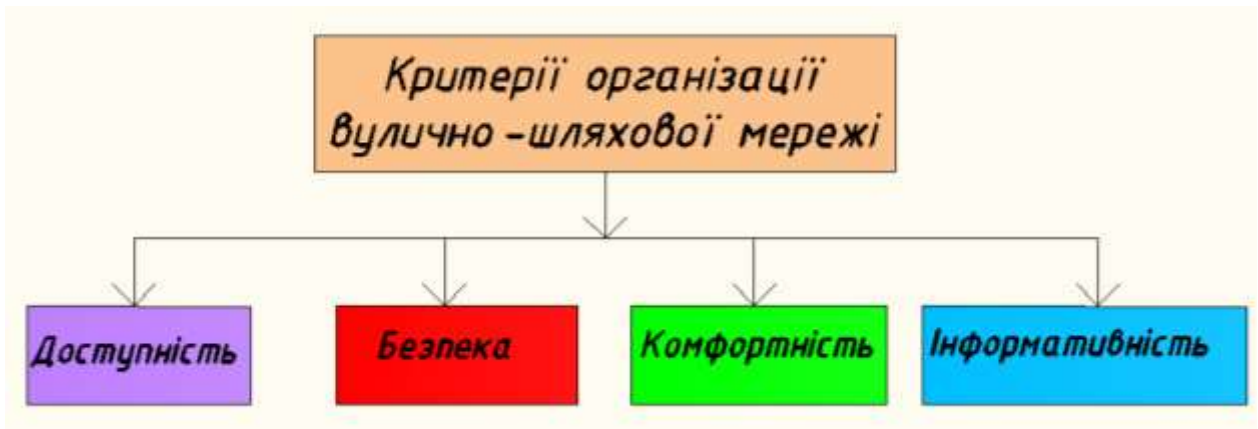 Критерії організації
вулично-шляхової мережі
Доступність
Безпека
Комфортність
Інформативність